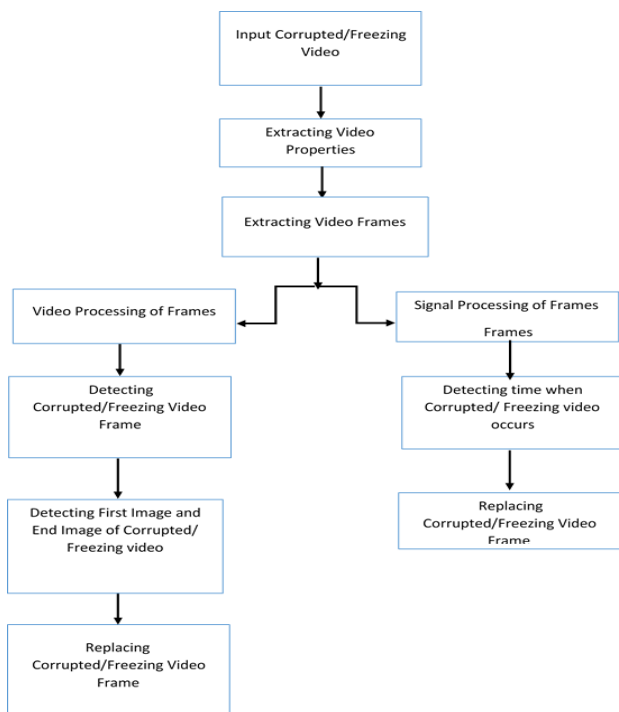 Input Corrupted/Freezing
Video
Extracting Video
Properties
Extracting Video Frames
Video Processing of Frames
Signal Processing of Frames
Frames
Detecting
Corrupted/Freezing Video
Frame
Detecting time when
Corrupted/ Freezing video
occurs
Detecting First Image and
End Image of Corrupted/
Freezing video
Replacing
Corrupted/Freezing Video
Frame
Replacing
Corrupted/Freezing Video
Frame